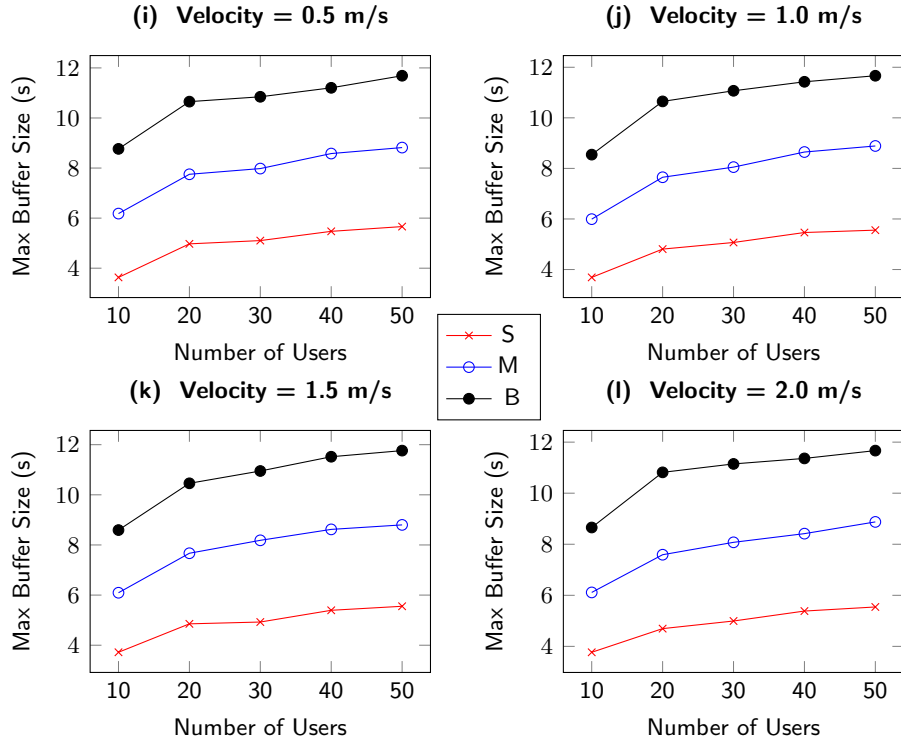 (i) Velocity = 0.5 m/s
12
10
8
6
4
Max Buffer Size (s)
10 20 30 40 50
Number of Users
(j) Velocity = 1.0 m/s
12
10
8
6
4
Max Buffer Size (s)
10 20 30 40 50
Number of Users
S
M
B
(k) Velocity = 1.5 m/s
12
10
8
6
4
Max Buffer Size (s)
10 20 30 40 50
Number of Users
(l) Velocity = 2.0 m/s
12
10
8
6
4
Max Buffer Size (s)
10 20 30 40 50
Number of Users